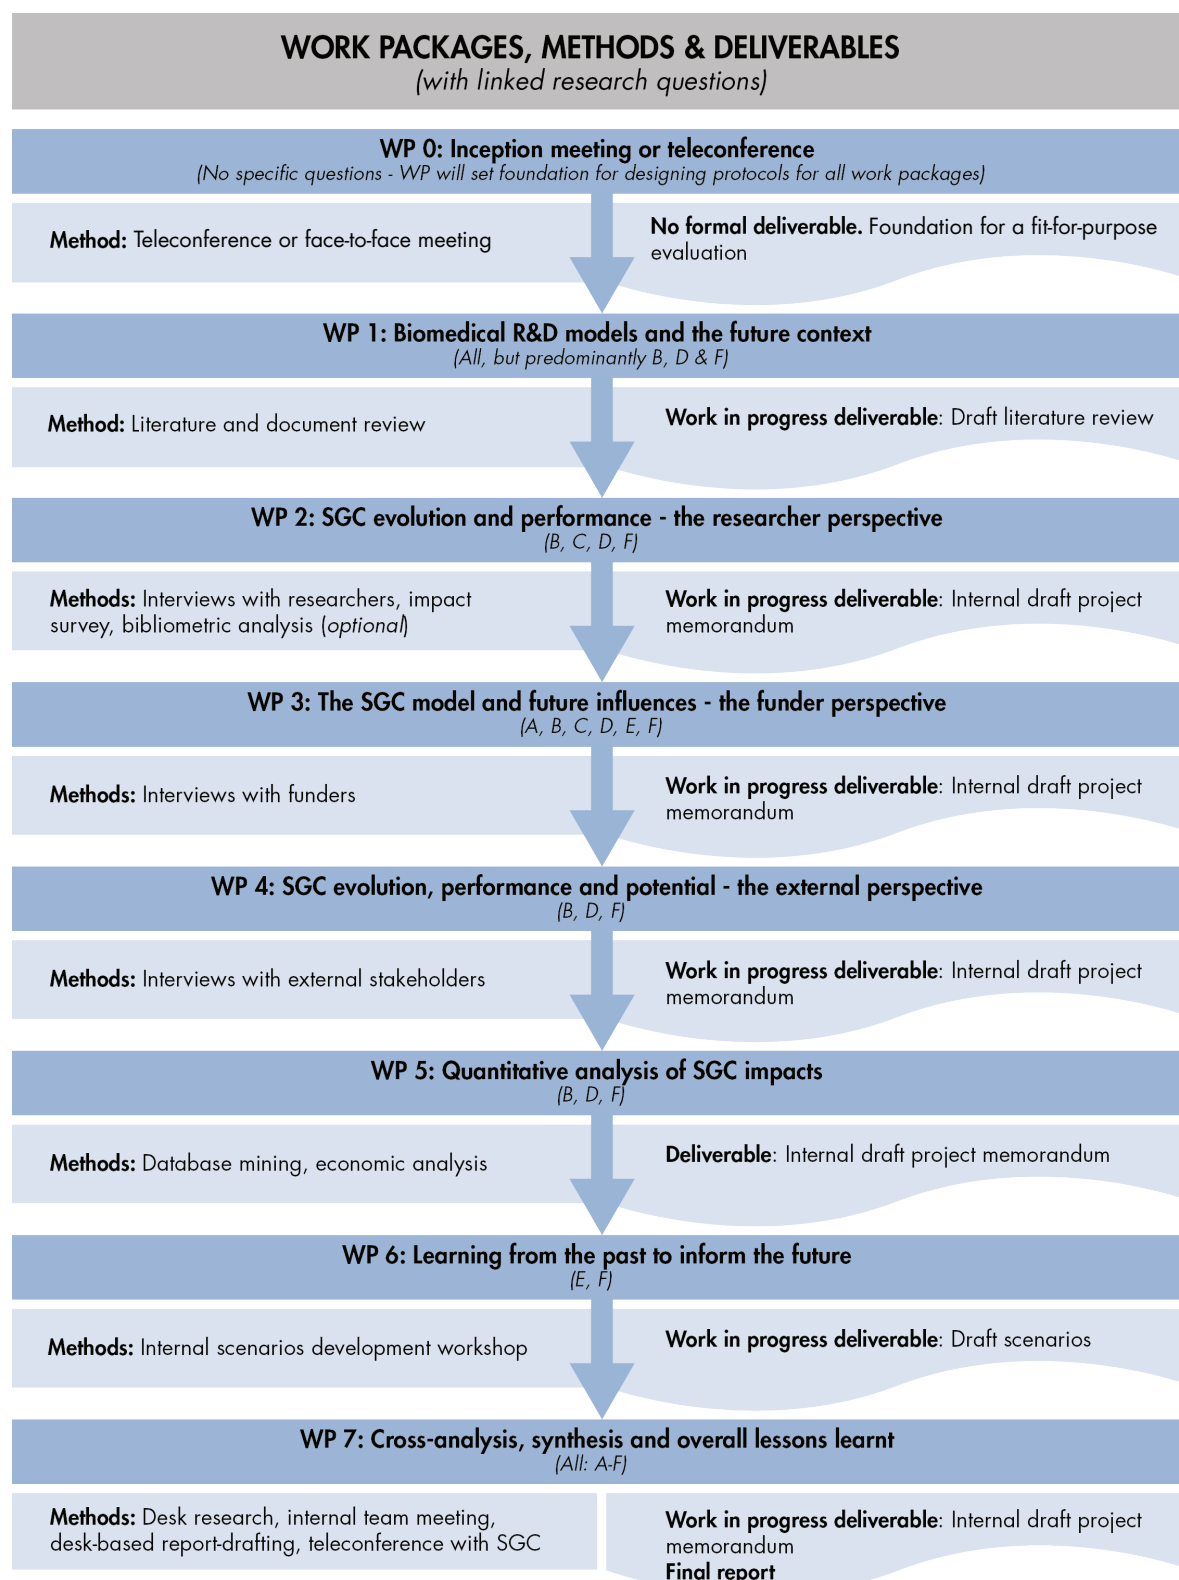 WORK PACKAGES, METHODS & DELIVERABLES
(with linked research questions)
WP 0: Inception meeting or teleconference
(No specific questions - WP will set foundation for designing protocols for all work packages)
Method: Teleconference or face-to-face meeting
No formal deliverable. Foundation for a fit-for-purpose
evaluation
WP 1: Biomedical R&D models and the future context
(All, but predominantly B, D & F)
Method: Literature and document review
Work in progress deliverable: Draft literature review
WP 2: SGC evolution and performance - the researcher perspective
(B, C, D, F)
Methods: Interviews with researchers, impact
survey, bibliometric analysis (optional)
Work in progress deliverable: Internal draft project
memorandum
WP 3: The SGC model and future influences - the funder perspective
(A, B, C, D, E, F)
Methods: Interviews with funders
Work in progress deliverable: Internal draft project
memorandum
WP 4: SGC evolution, performance and potential - the external perspective
(B, D, F)
Methods: Interviews with external stakeholders
Work in progress deliverable: Internal draft project
memorandum
WP 5: Quantitative analysis of SGC impacts
(B, D, F)
Methods: Database mining, economic analysis
Deliverable: Internal draft project memorandum
WP 6: Learning from the past to inform the future
(E, F)
Methods: Internal scenarios development workshop
Work in progress deliverable: Draft scenarios
WP 7: Cross-analysis, synthesis and overall lessons learnt
(All: A-F)
Methods: Desk research, internal team meeting,
desk-based report-drafting, teleconference with SGC
Work in progress deliverable: Internal draft project
memorandum
Final report